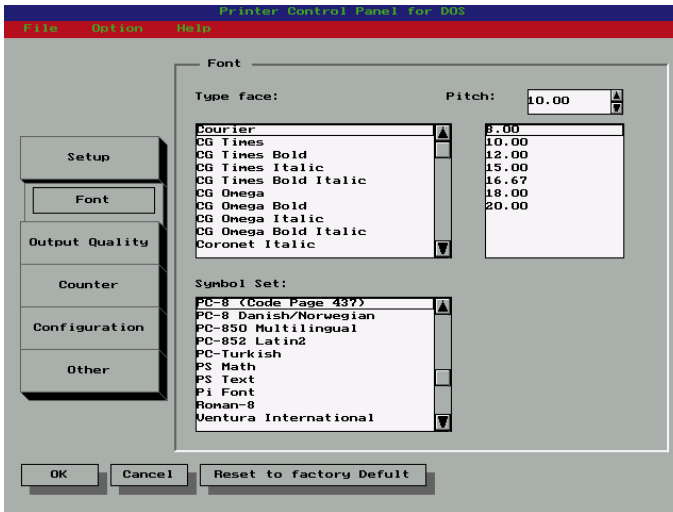 Printer Control Panel for DOS
File Option Help
Font
Type face:
Pitch:
10.00
Courier
CG Times
CG Times Bold
CG Times Italic
CG Times Bold Italic
CG Omega
CG Omega Bold
CG Omega Italic
CG Omega Bold Italic
Coronet Italic
8.00
10.00
12.00
15.00
16.67
18.00
20.00
Setup
Font
Output Quality
Counter
Configuration
Other
Symbol Set:
PC-8 (Code Page 437)
PC-8 Danish/Norwegian
PC-850 Multilingual
PC-852 Latin2
PC-Turkish
PS Math
PS Text
Pi Font
Roman-8
Ventura International
OK
Cancel
Reset to factory Defult